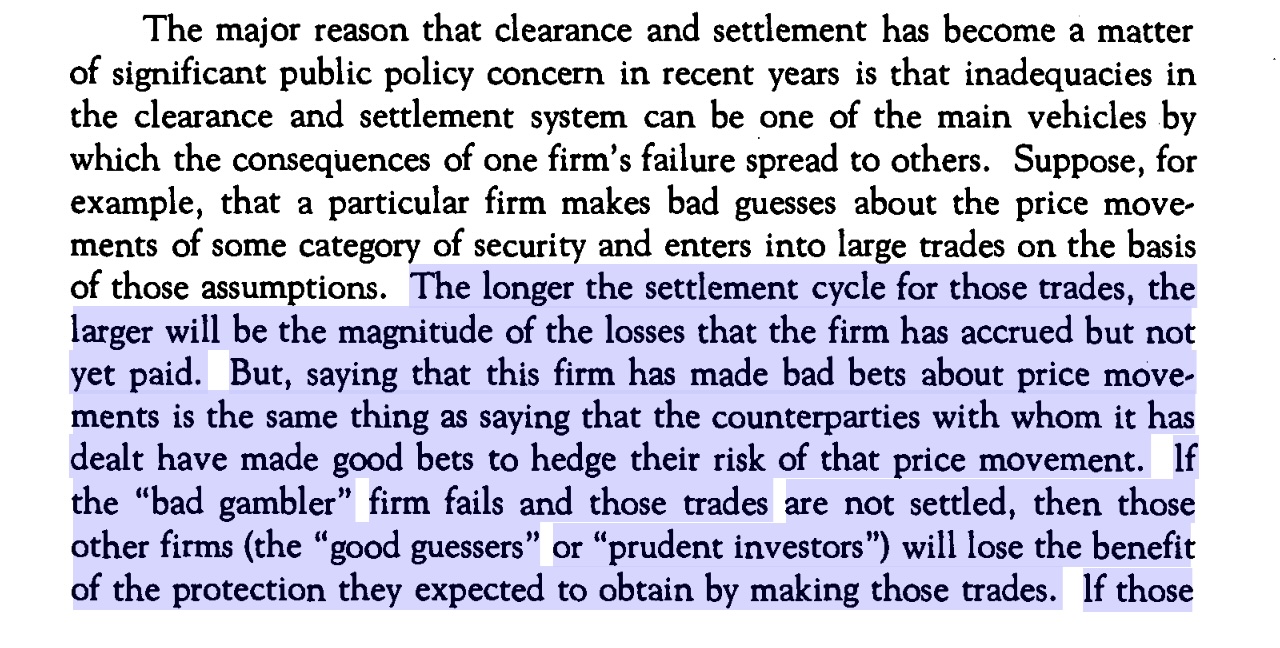 The major reason that clearance and settlement has become a matter
of significant public policy concern in recent years is that inadequacies in
the clearance and settlement system can be one of the main vehicles by
which the consequences of one firm's failure spread to others. Suppose, for
example, that a particular firm makes bad guesses about the price move-
ments of some category of security and enters into large trades on the basis
of those assumptions. The longer the settlement cycle for those trades, the
larger will be the magnitude of the losses that the firm has accrued but not
yet paid. But, saying that this firm has made bad bets about price move-
ments is the same thing as saying that the counterparties with whom it has
dealt have made good bets to hedge their risk of that price movement. If
the “bad gambler” firm fails and those trades are not settled, then those
other firms (the “good guessers” or “prudent investors”) will lose the benefit
of the protection they expected to obtain by making those trades. If those